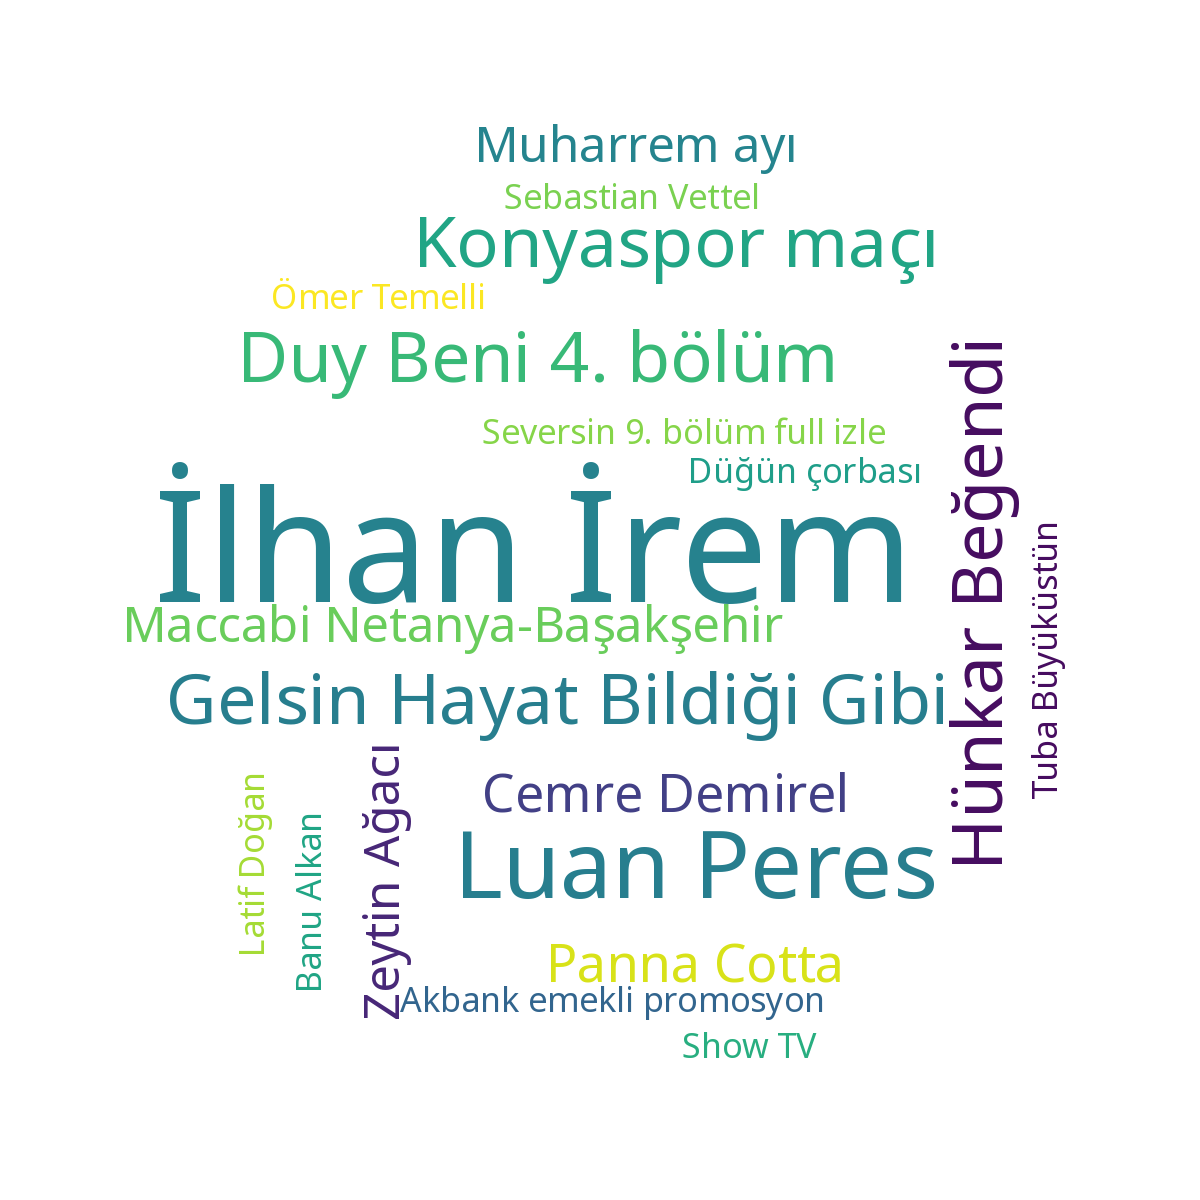 Muharrem ayı
Sebastian Vettel
Konyaspor maçı
Ömer Temelli
Duy Beni 4. bölüm
Seversin 9. bölüm full izle
Düğün çorbası
İlhan İrem
Hünkar Beğendi
Tuba Büyüküstün
Maccabi Netanya-Başakşehir
Gelsin Hayat Bildiği Gibi
Cemre Demirel
Luan Peres
Zeytin Ağacı
Latif Doğan
Banu Alkan
Panna Cotta
Akbank emekli promosyon
Show TV